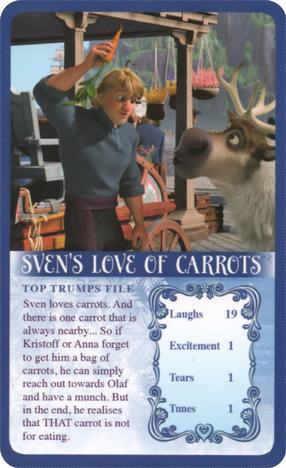 SVEN'S LOVE OF CARROTS
TOP TRUMPS FILE
Sven loves carrots. And
there is one carrot that is
always nearby... So if
Kristoff or Anna forget
to get him a bag of
carrots, he can simply
reach out towards Olaf
and have a munch. But
in the end, he realises
that THAT carrot is not
for eating.
Laughs 19
Excitement 1
Tears 1
Tunes 1